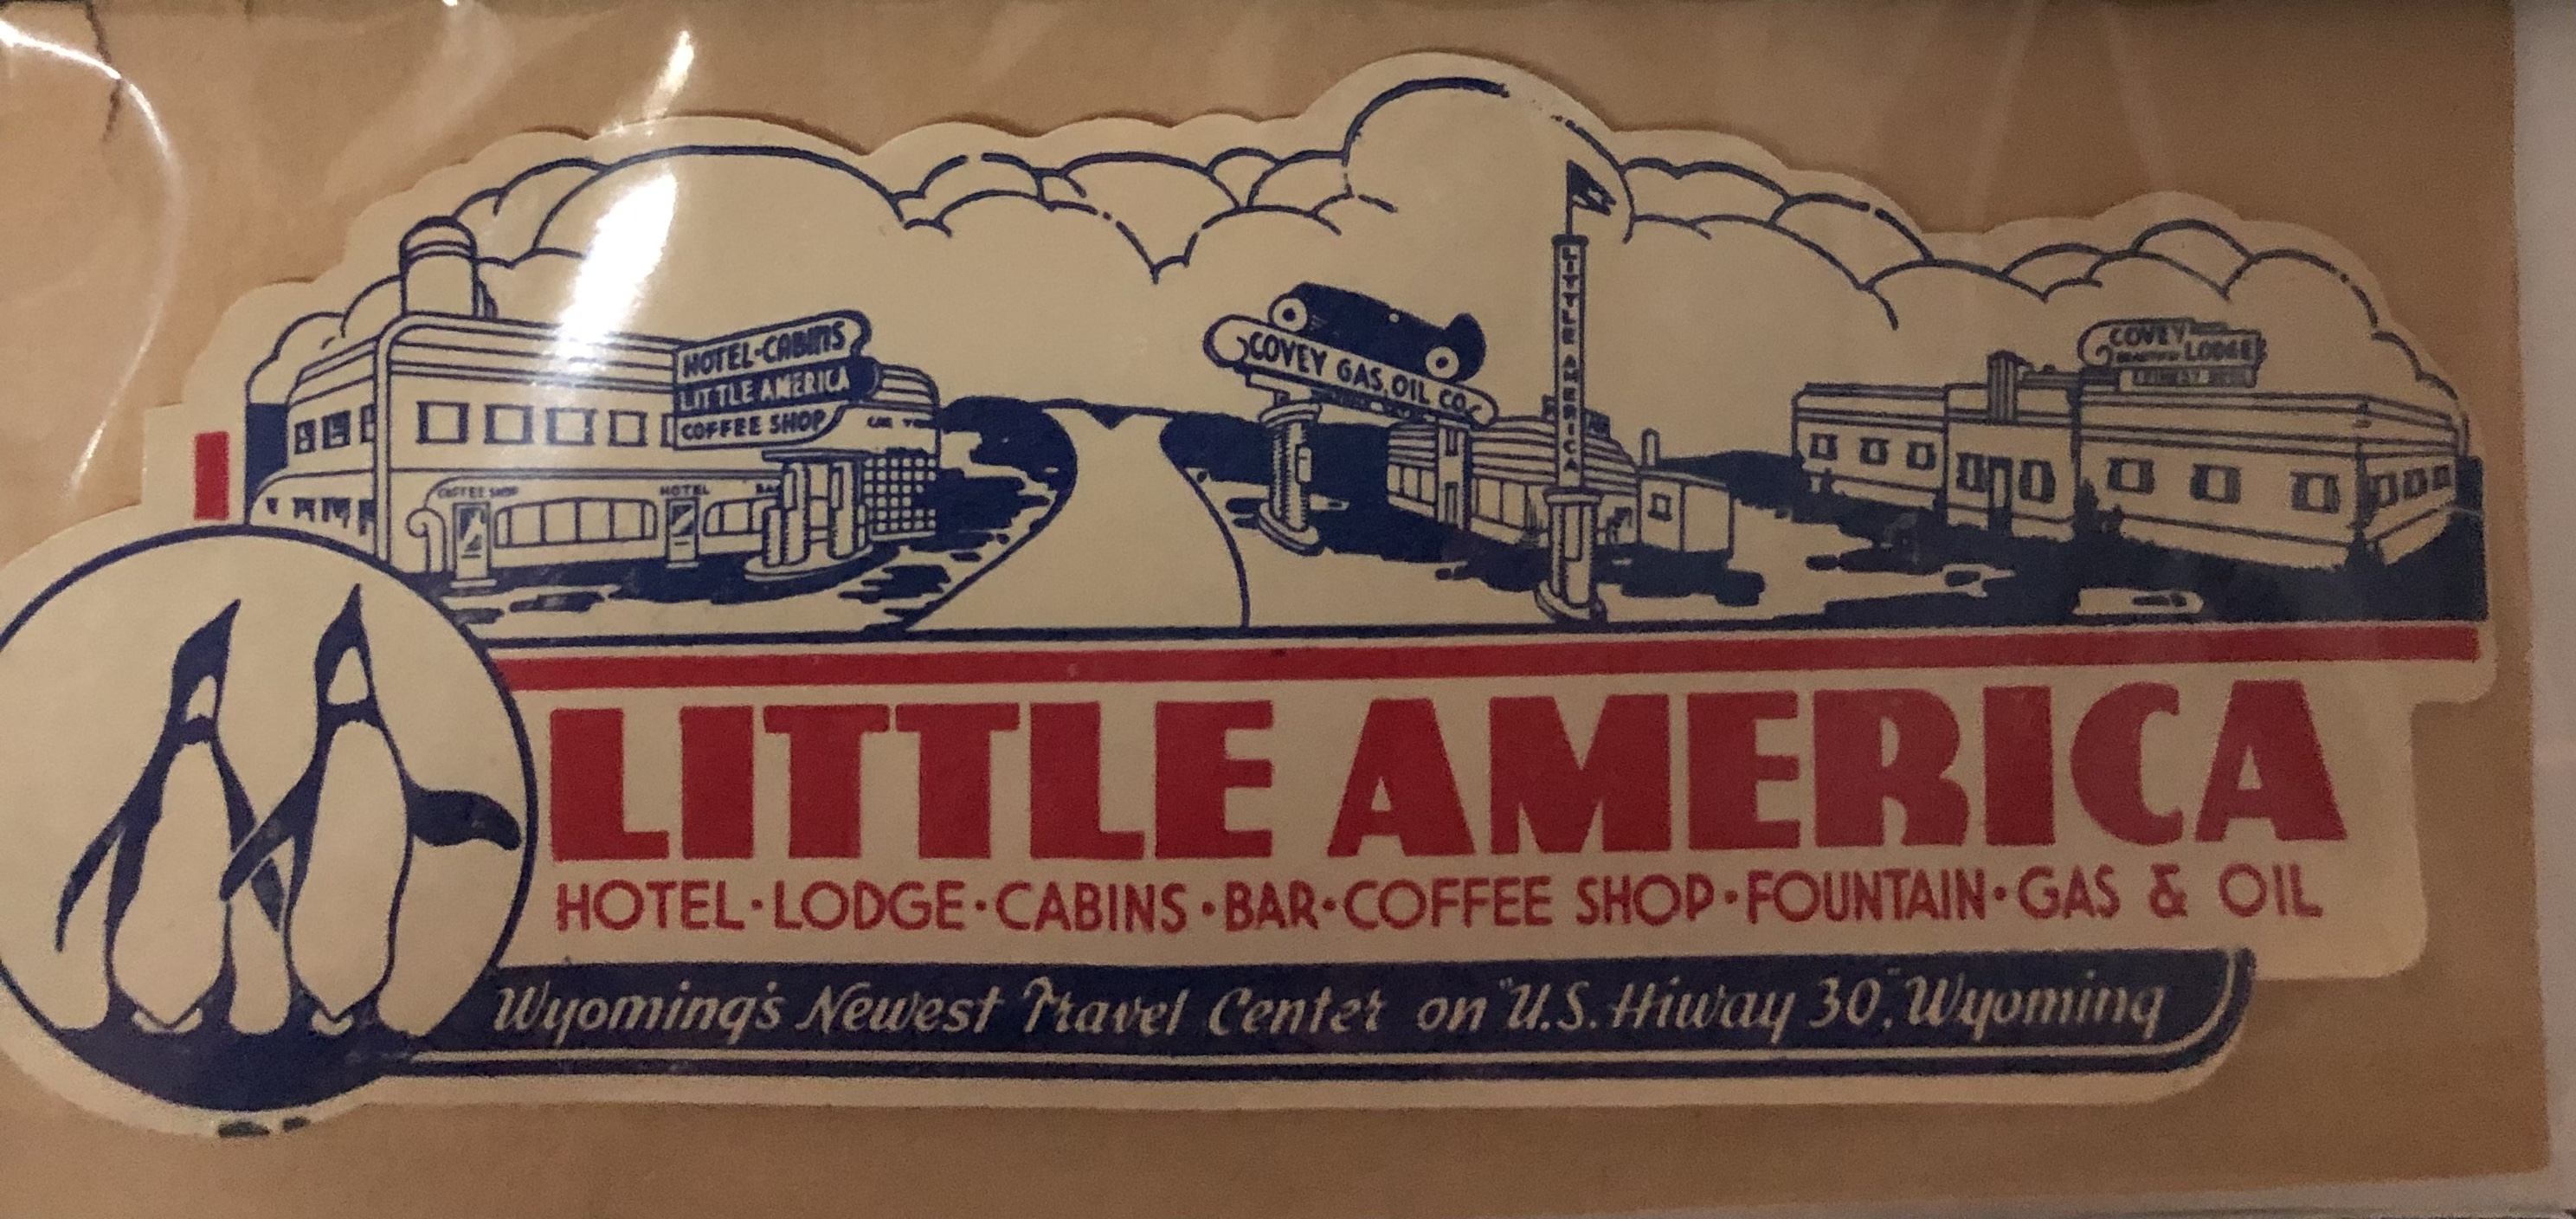 HOTEL-CABINS
LITTLE AMERICA
COFFEE SHOP
COFFEE SHOP
HOTEL
BAR
COVEY GAS, OIL CO.
LITTLE AMERICA
COVEY
LODGE
LITTLE AMERICA
HOTEL·LODGE·CABINS·BAR·COFFEE SHOP·FOUNTAIN·GAS & OIL
Wyoming's Newest Travel Center on "U.S. Hiway 30", Wyoming